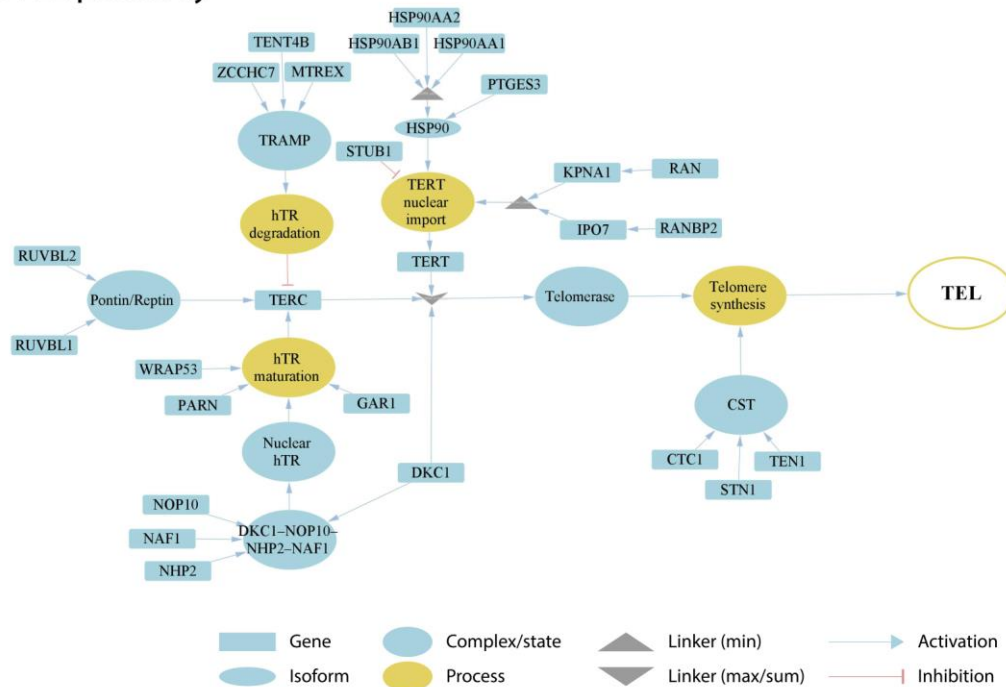 HSP90AA2
TENT4B
HSP90AB1
HSP90AA1
ZCCHC7
MTREX
PTGES3
HSP90
TRAMP
STUB1
KPNA1
RAN
TERT
nuclear
import
hTR
degradation
IPO7
RANBP2
RUVBL2
TERT
Pontin/Reptin
TERC
Telomerase
Telomere
synthesis
TEL
RUVBL1
WRAP53
hTR
maturation
PARN
GAR1
CST
Nuclear
hTR
CTC1
TEN1
DKC1
STN1
NOP10
DKC1–NOP10–
NHP2–NAF1
NAF1
NHP2
Gene
Complex/state
Linker (min)
Activation
Isoform
Process
Linker (max/sum)
Inhibition